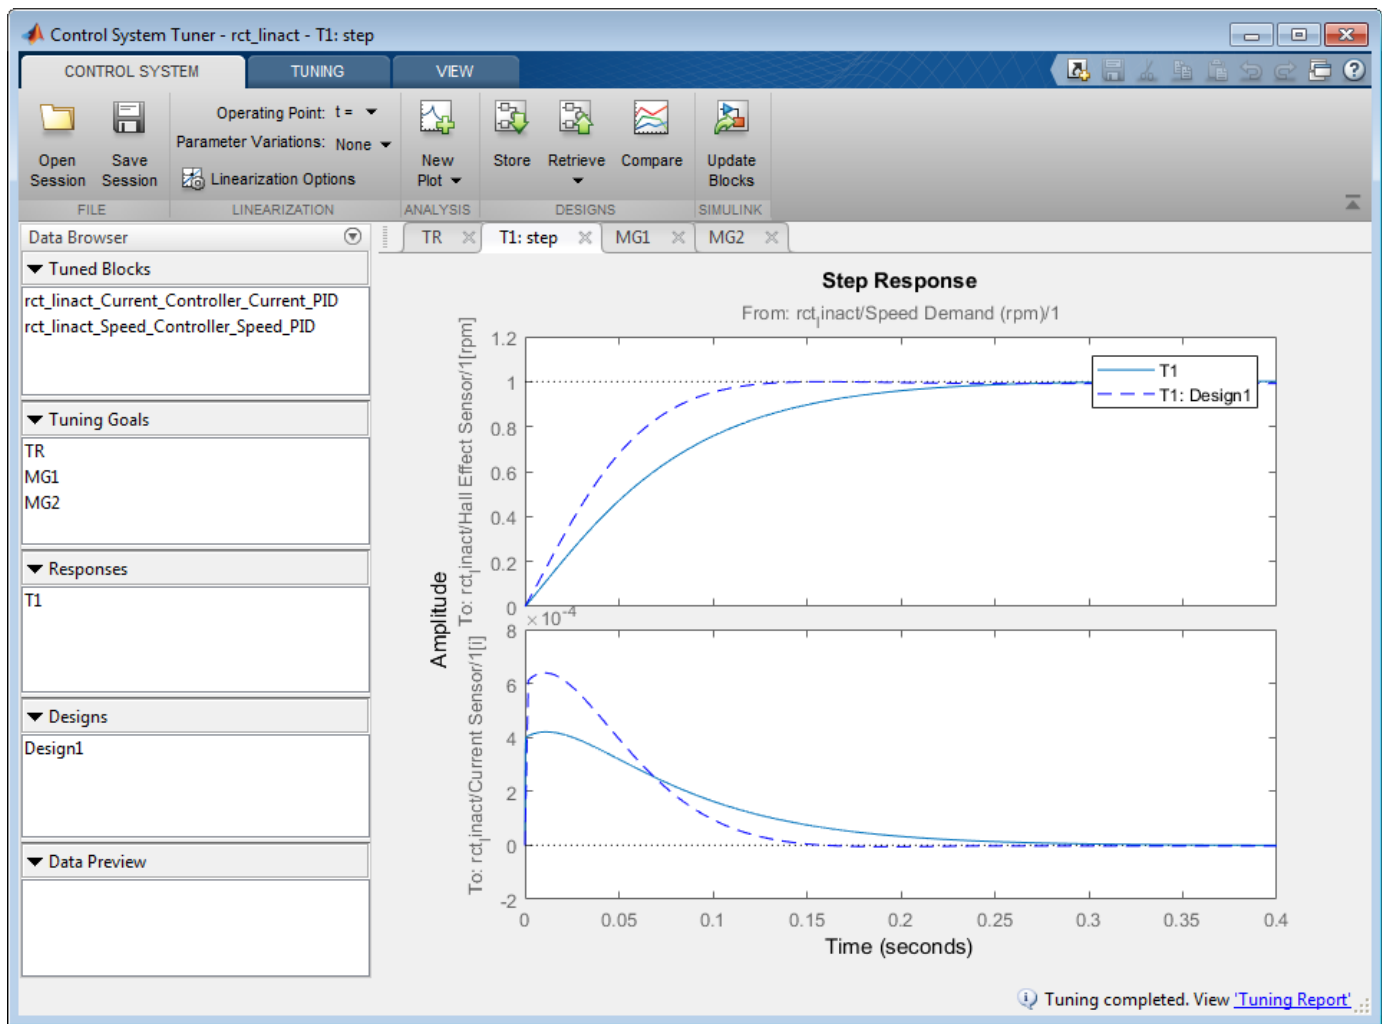 Control System Tuner - rct_linact - T1: step
CONTROL SYSTEM
TUNING
VIEW
Open
Session
Save
Session
Operating Point: t =
Parameter Variations: None
Linearization Options
New
Plot
Store
Retrieve
Compare
Update
Blocks
FILE
LINEARIZATION
ANALYSIS
DESIGNS
SIMULINK
Data Browser
Tuned Blocks
rct_linact_Current_Controller_Current_PID
rct_linact_Speed_Controller_Speed_PID
Tuning Goals
TR
MG1
MG2
Responses
T1
Designs
Design1
Data Preview
TR
T1: step
MG1
MG2
Step Response
From: rctlinact/Speed Demand (rpm)/1
Amplitude
To: rctlinact/Hall Effect Sensor/1[rpm]
1.2
1
0.8
0.6
0.4
0.2
0
T1
T1: Design1
To: rctlinact/Current Sensor/1[i]
×10-4
8
6
4
2
0
-2
0 0.05 0.1 0.15 0.2 0.25 0.3 0.35 0.4
Time (seconds)
Tuning completed. View 'Tuning Report'